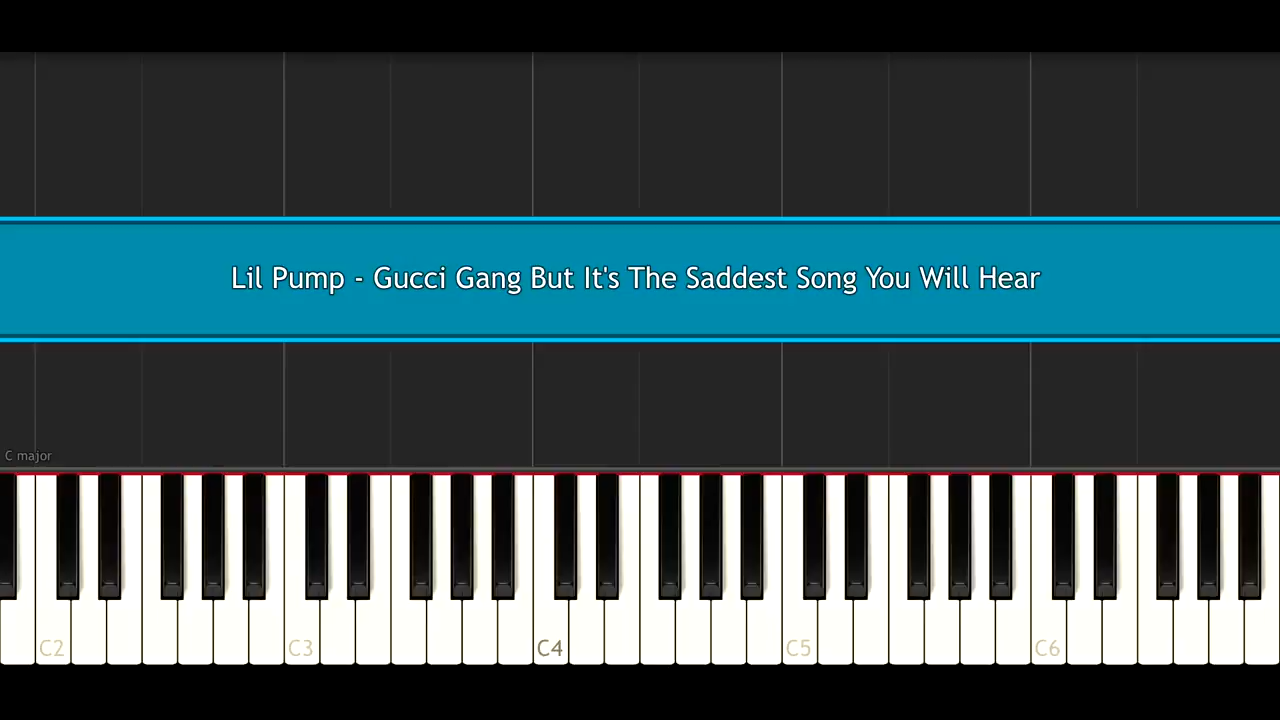 Lil Pump - Gucci Gang But It's The Saddest Song You Will Hear
C major
C2 C3 C4 C5 C6